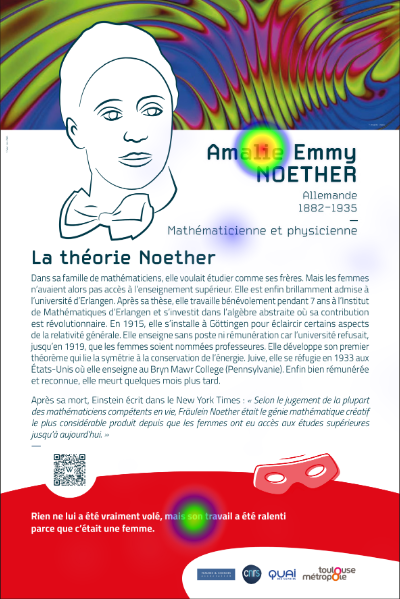 Amalie Emmy
NOETHER
Allemande
1882-1935
Mathématicienne et physicienne
La théorie Noether
Dans sa famille de mathématiciens, elle voulait étudier comme ses frères. Mais les femmes
n'avaient alors pas accès à l'enseignement supérieur. Elle est enfin brillamment admise à
l'université d'Erlangen. Après sa thèse, elle travaille bénévolement pendant 7 ans à l'Institut
de Mathématiques d'Erlangen et s'investit dans l'algèbre abstraite où sa contribution
est révolutionnaire. En 1915, elle s'installe à Göttingen pour éclaircir certains aspects
de la relativité générale. Elle enseigne sans poste ni rémunération car l'université refusait,
jusqu'en 1919, que les femmes soient nommées professeures. Elle développe son premier
théorème qui lie la symétrie à la conservation de l'énergie. Juive, elle se réfugie en 1933 aux
États-Unis où elle enseigne au Bryn Mawr College (Pennsylvanie). Enfin bien rémunérée
et reconnue, elle meurt quelques mois plus tard.
Après sa mort, Einstein écrit dans le New York Times : « Selon le jugement de la plupart
des mathématiciens compétents en vie, Fräulein Noether était le génie mathématique créatif
le plus considérable produit depuis que les femmes ont eu accès aux études supérieures
jusqu'à aujourd'hui. »
Rien ne lui a été vraiment volé, mais son travail a été ralenti
parce que c'était une femme.
cnrs
QUAI
toulouse
métropole